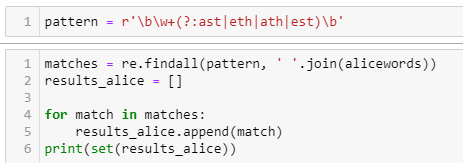 1 pattern = r'\b\w+(?:ast|eth|ath|est)\b'
1 matches = re.findall(pattern, ' '.join(alicewords))
2 results_alice = []
3
4 for match in matches:
5     results_alice.append(match)
6 print(set(results_alice))